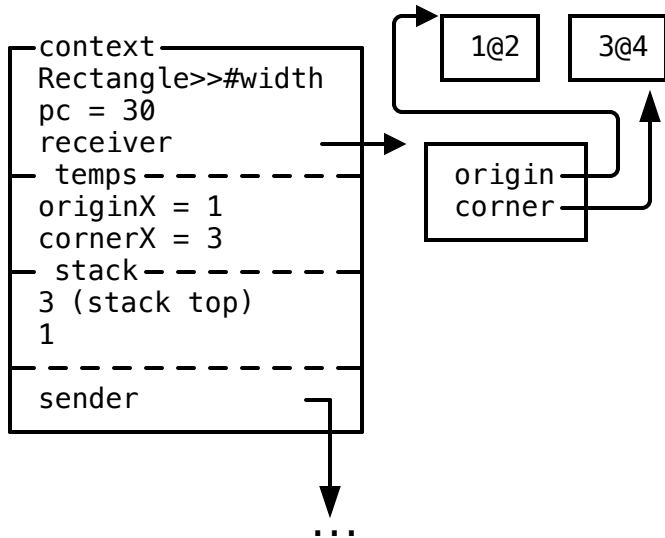 context
Rectangle>>#width
pc = 30
receiver
temps
originX = 1
cornerX = 3
stack
3 (stack top)
1
sender
...
1@2
3@4
origin
corner